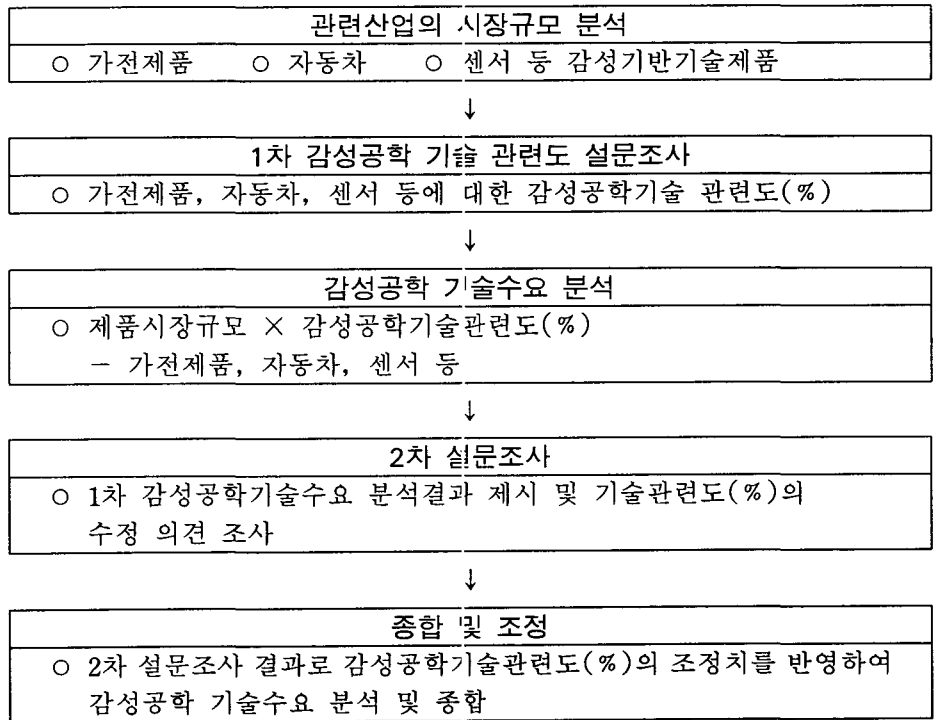 관련산업의 시장규모 분석
○ 가전제품 ○ 자동차 ○ 센서 등 감성기반기술제품
↓
1차 감성공학 기술 관련도 설문조사
○ 가전제품, 자동차, 센서 등에 대한 감성공학기술 관련도(%)
↓
감성공학 기술수요 분석
○ 제품시장규모 × 감성공학기술관련도(%)
- 가전제품, 자동차, 센서 등
↓
2차 설문조사
○ 1차 감성공학기술수요 분석결과 제시 및 기술관련도(%)의
수정 의견 조사
↓
종합 및 조정
○ 2차 설문조사 결과로 감성공학기술관련도(%)의 조정치를 반영하여
감성공학 기술수요 분석 및 종합